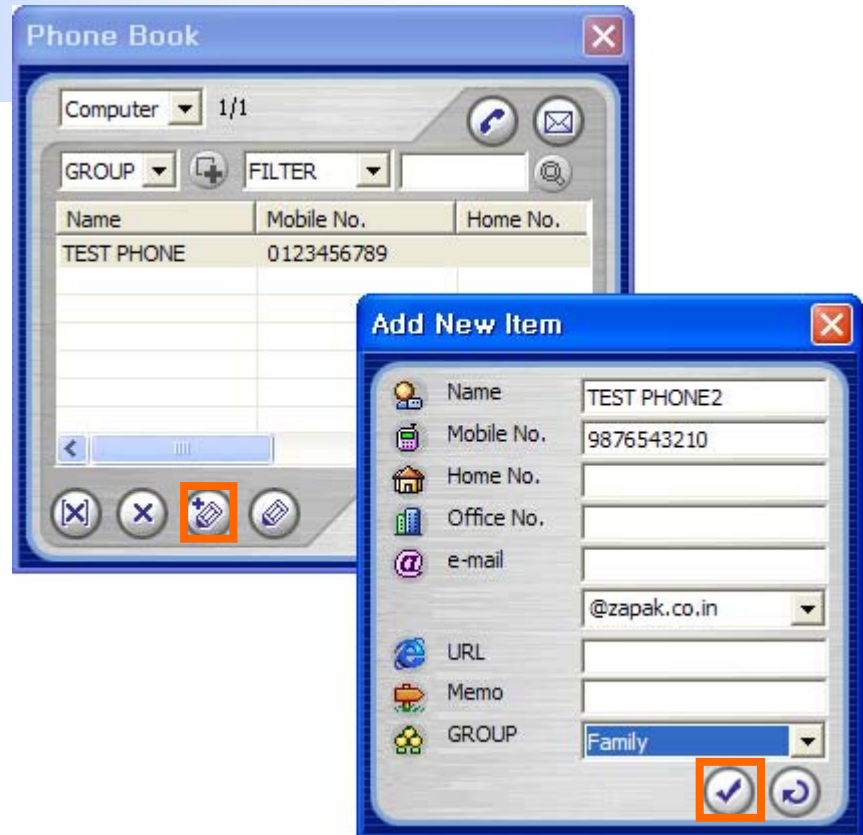 Phone Book
Computer 1/1
GROUP FILTER
Name Mobile No. Home No.
TEST PHONE 0123456789
Add New Item
Name TEST PHONE2
Mobile No. 9876543210
Home No.
Office No.
e-mail
@zapak.co.in
URL
Memo
GROUP Family